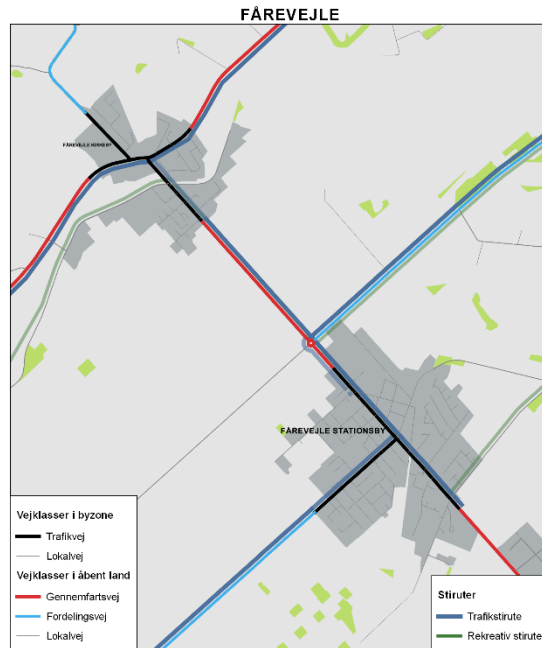 FÅREVEJLE
FÅREVEJLE KIRKEBY
FÅREVEJLE STATIONSBY
Vejklasser i byzone
Trafikvej
Lokalvej
Vejklasser i åbent land
Gennemfartsvej
Fordelingsvej
Lokalvej
Stiruter
Trafikstirute
Rekreativ stirute